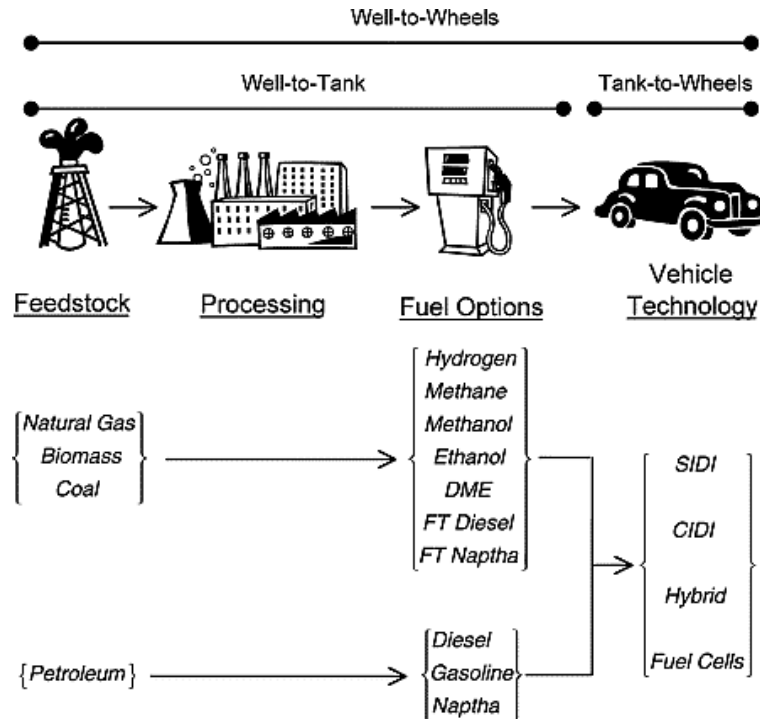 Well-to-Wheels
Well-to-Tank
Tank-to-Wheels
Feedstock
Processing
Fuel Options
Vehicle
Technology
Natural Gas
Biomass
Coal
Hydrogen
Methane
Methanol
Ethanol
DME
FT Diesel
FT Naptha
SIDI
CIDI
Hybrid
Fuel Cells
{Petroleum}
Diesel
Gasoline
Naptha